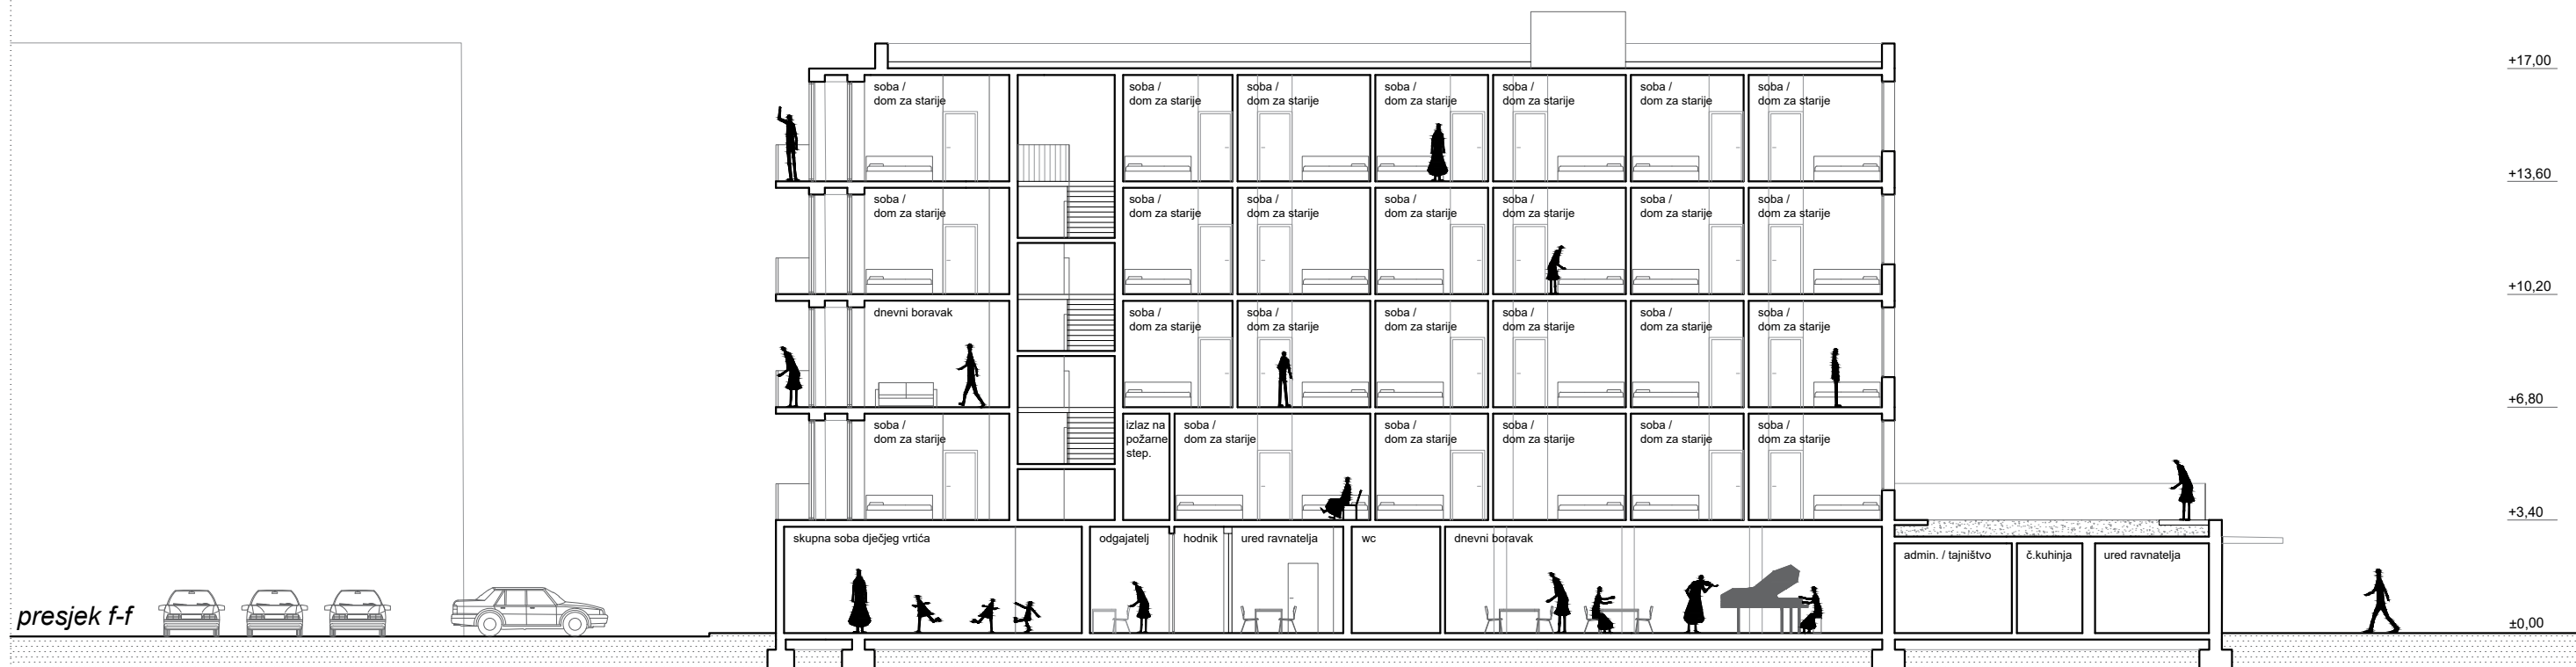 +17,00
soba /
dom za starije
soba /
dom za starije
soba /
dom za starije
soba /
dom za starije
soba /
dom za starije
soba /
dom za starije
soba /
dom za starije
+13,60
soba /
dom za starije
soba /
dom za starije
soba /
dom za starije
soba /
dom za starije
soba /
dom za starije
soba /
dom za starije
soba /
dom za starije
+10,20
dnevni boravak
soba /
dom za starije
soba /
dom za starije
soba /
dom za starije
soba /
dom za starije
soba /
dom za starije
soba /
dom za starije
+6,80
soba /
dom za starije
izlaz na
požarne
step.
soba /
dom za starije
soba /
dom za starije
soba /
dom za starije
soba /
dom za starije
soba /
dom za starije
+3,40
skupna soba dječjeg vrtića
odgajatelj
hodnik
ured ravnatelja
wc
dnevni boravak
admin. / tajništvo
č.kuhinja
ured ravnatelja
presjek f-f
±0,00